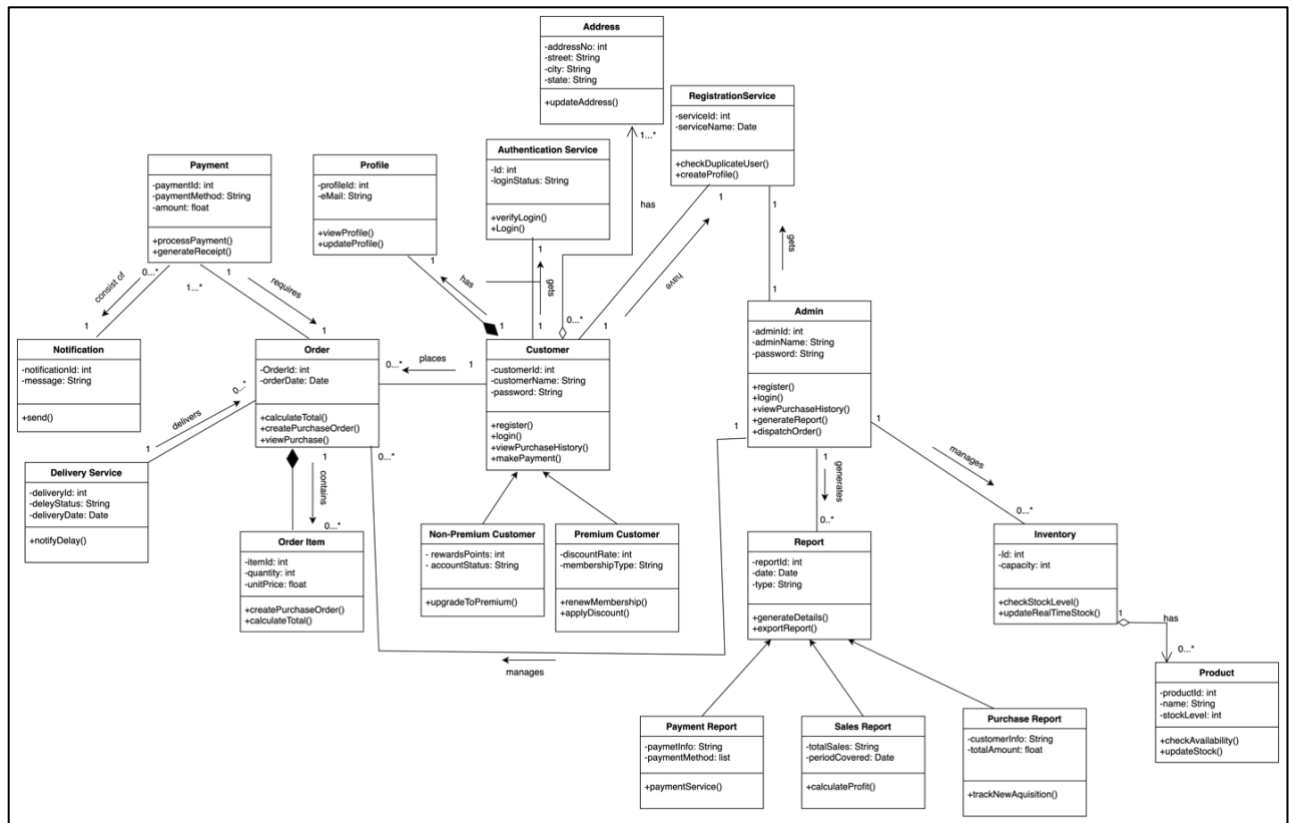 Address
-addressNo: int
-street: String
-city: String
-state: String
+updateAddress()
1...*
has
0...*
RegistrationService
-serviceId: int
-serviceName: Date
+checkDuplicateUser()
+createProfile()
1
1
gets
1
have
1
Authentication Service
-Id: int
-loginStatus: String
+verifyLogin()
+Login()
1
gets
1
Profile
-profileId: int
-eMail: String
+viewProfile()
+updateProfile()
1
has
1
Payment
-paymentId: int
-paymentMethod: String
-amount: float
+processPayment()
+generateReceipt()
0...*
consist of
1
1
1...*
requires
1
Notification
-notificationId: int
-message: String
+send()
Order
-OrderId: int
-orderDate: Date
+calculateTotal()
+createPurchaseOrder()
+viewPurchase()
0...*
places
1
Customer
-customerId: int
-customerName: String
-password: String
+register()
+login()
+viewPurchaseHistory()
+makePayment()
Admin
-adminId: int
-adminName: String
-password: String
+register()
+login()
+viewPurchaseHistory()
+generateReport()
+dispatchOrder()
0...*
delivers
1
Delivery Service
-deliveryId: int
-deleyStatus: String
-deliveryDate: Date
+notifyDelay()
1
contains
0...*
0...*
1
manages
Order Item
-itemId: int
-quantity: int
-unitPrice: float
+createPurchaseOrder()
+calculateTotal()
Non-Premium Customer
- rewardsPoints: int
- accountStatus: String
+upgradeToPremium()
Premium Customer
-discountRate: int
-membershipType: String
+renewMembership()
+applyDiscount()
1
generates
0..*
1
manages
0...*
Report
-reportId: int
-date: Date
-type: String
+generateDetails()
+exportReport()
Inventory
-Id: int
-capacity: int
+checkStockLevel()
+updateRealTimeStock()
1
has
0...*
Product
-productId: int
-name: String
-stockLevel: int
+checkAvailability()
+updateStock()
Payment Report
-paymetInfo: String
-paymentMethod: list
+paymentService()
Sales Report
-totalSales: String
-periodCovered: Date
+calculateProfit()
Purchase Report
-customerInfo: String
-totalAmount: float
+trackNewAquisition()